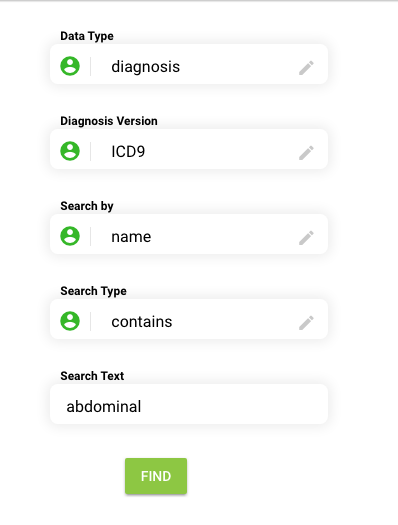 Data Type
diagnosis
Diagnosis Version
ICD9
Search by
name
Search Type
contains
Search Text
abdominal
FIND